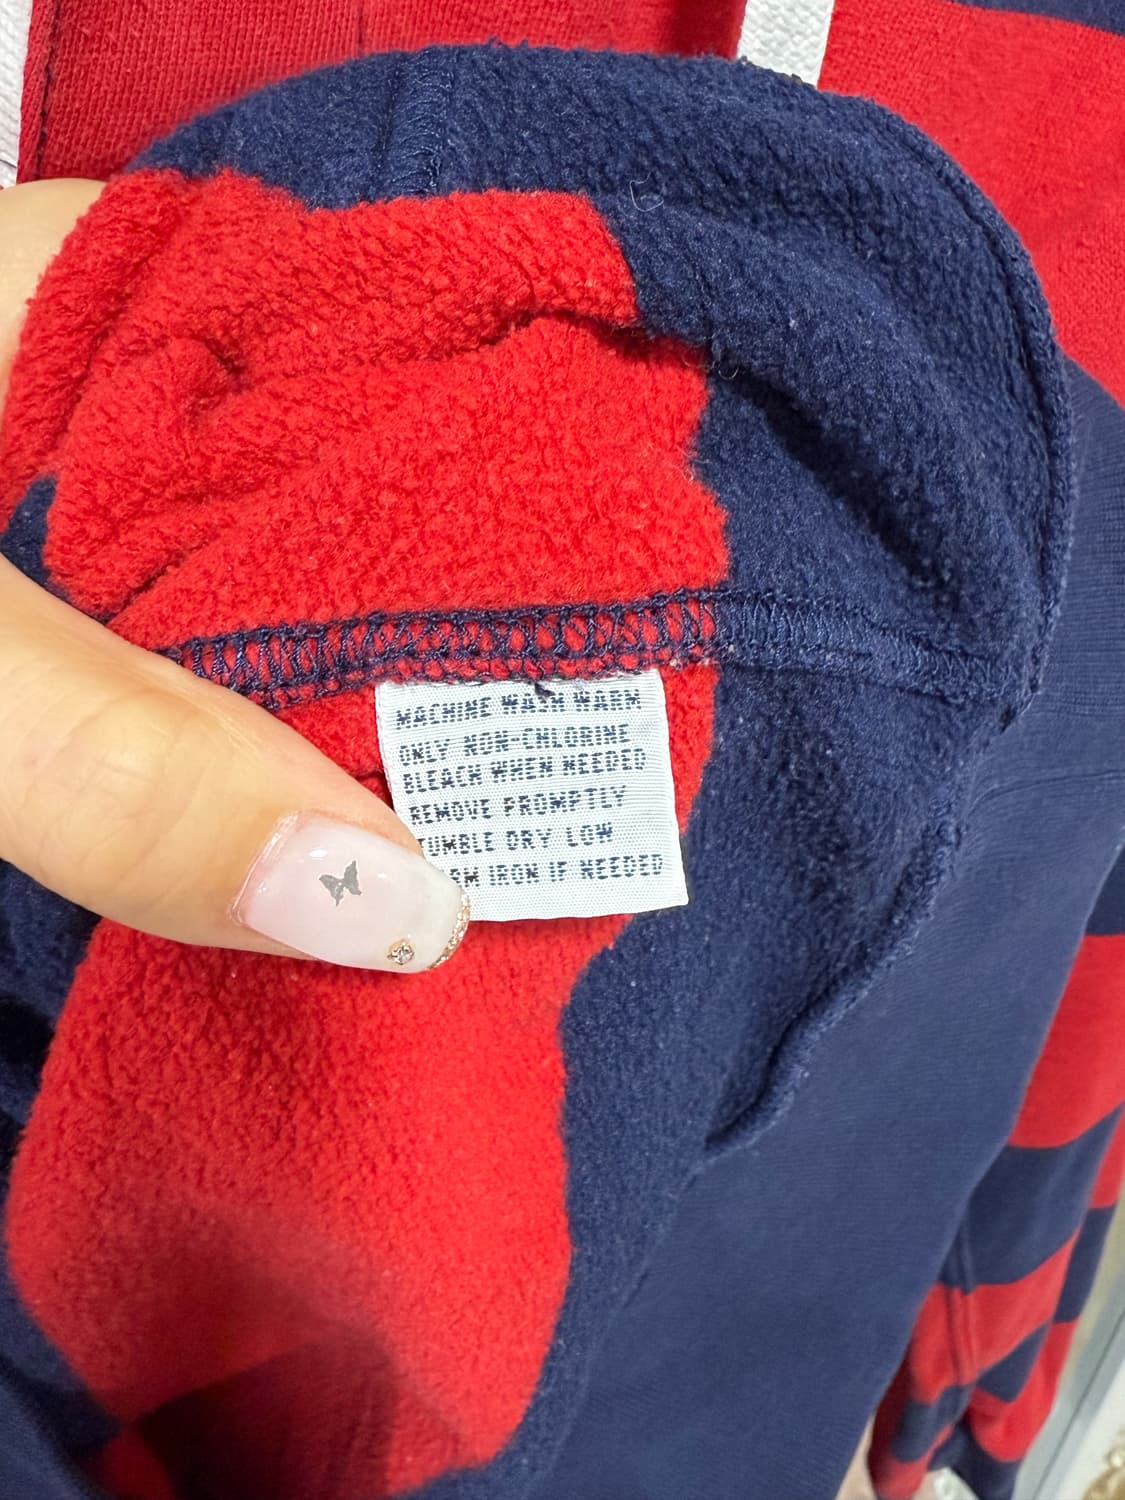 MACHINE WASH WARM
ONLY NON-CHLORINE
BLEACH WHEN NEEDED
REMOVE PROMPTLY
TUMBLE DRY LOW
IRON IF NEEDED